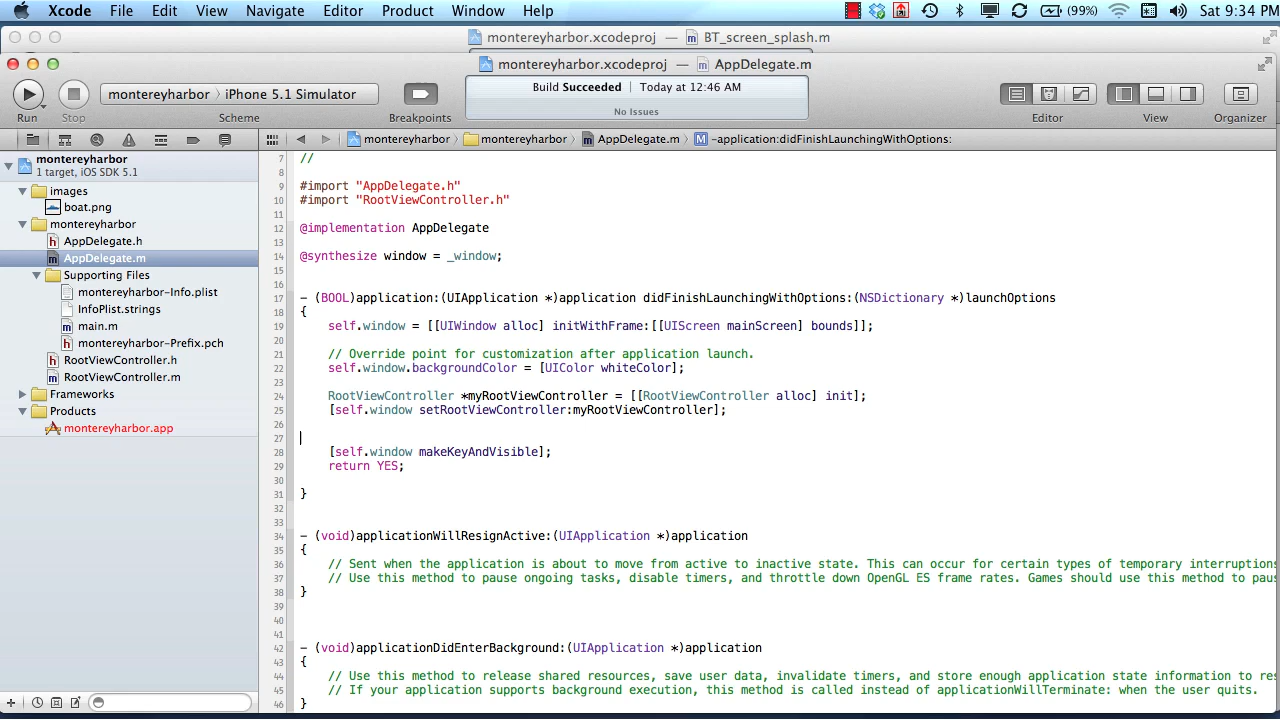 Xcode File Edit View Navigate Editor Product Window Help (99%) Sat 9:34 PM
montereyharbor.xcodeproj — BT_screen_splash.m
montereyharbor.xcodeproj — AppDelegate.m
montereyharbor 〉 iPhone 5.1 Simulator
Build Succeeded | Today at 12:46 AM
No Issues
Run Stop Scheme Breakpoints Editor View Organizer
montereyharbor 〉 montereyharbor 〉 AppDelegate.m 〉 M -application:didFinishLaunchingWithOptions:
montereyharbor
1 target, iOS SDK 5.1
images
boat.png
montereyharbor
h AppDelegate.h
m AppDelegate.m
Supporting Files
montereyharbor-Info.plist
InfoPlist.strings
m main.m
h montereyharbor-Prefix.pch
h RootViewController.h
m RootViewController.m
Frameworks
Products
montereyharbor.app
7 //
8
9 #import "AppDelegate.h"
10 #import "RootViewController.h"
11
12 @implementation AppDelegate
13
14 @synthesize window = _window;
15
16
17 - (BOOL)application:(UIApplication *)application didFinishLaunchingWithOptions:(NSDictionary *)launchOptions
18 {
19 self.window = [[UIWindow alloc] initWithFrame:[[UIScreen mainScreen] bounds]];
20
21 // Override point for customization after application launch.
22 self.window.backgroundColor = [UIColor whiteColor];
23
24 RootViewController *myRootViewController = [[RootViewController alloc] init];
25 [self.window setRootViewController:myRootViewController];
26
27
28 [self.window makeKeyAndVisible];
29 return YES;
30
31 }
32
33
34 - (void)applicationWillResignActive:(UIApplication *)application
35 {
36 // Sent when the application is about to move from active to inactive state. This can occur for certain types of temporary interruptions
37 // Use this method to pause ongoing tasks, disable timers, and throttle down OpenGL ES frame rates. Games should use this method to pau
38 }
39
40
41
42 - (void)applicationDidEnterBackground:(UIApplication *)application
43 {
44 // Use this method to release shared resources, save user data, invalidate timers, and store enough application state information to res
45 // If your application supports background execution, this method is called instead of applicationWillTerminate: when the user quits.
46 }